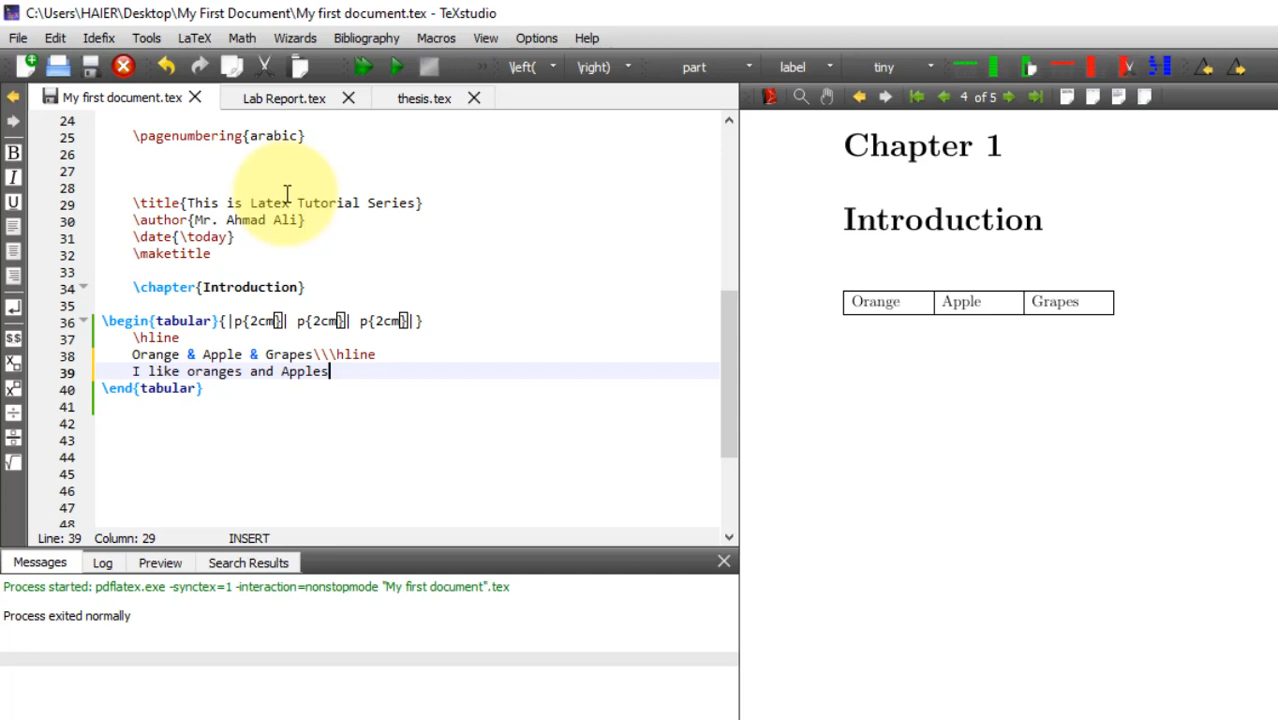 C:\Users\HAIER\Desktop\My First Document\My first document.tex - TeXstudio
File Edit Idefix Tools LaTeX Math Wizards Bibliography Macros View Options Help
\left( \right) part label tiny
My first document.tex Lab Report.tex thesis.tex
4 of 5
24
25 \pagenumbering{arabic}
26
27
28
29 \title{This is Latex Tutorial Series}
30 \author{Mr. Ahmad Ali}
31 \date{\today}
32 \maketitle
33
34 \chapter{Introduction}
35
36 \begin{tabular}{|p{2cm}| p{2cm}| p{2cm}|}
37 \hline
38 Orange & Apple & Grapes\\\hline
39 I like oranges and Apples
40 \end{tabular}
41
42
43
44
45
46
47
48
B
I
U
$$
Line: 39 Column: 29 INSERT
Messages Log Preview Search Results
Process started: pdflatex.exe -synctex=1 -interaction=nonstopmode "My first document".tex
Process exited normally
Chapter 1
Introduction
Orange Apple Grapes